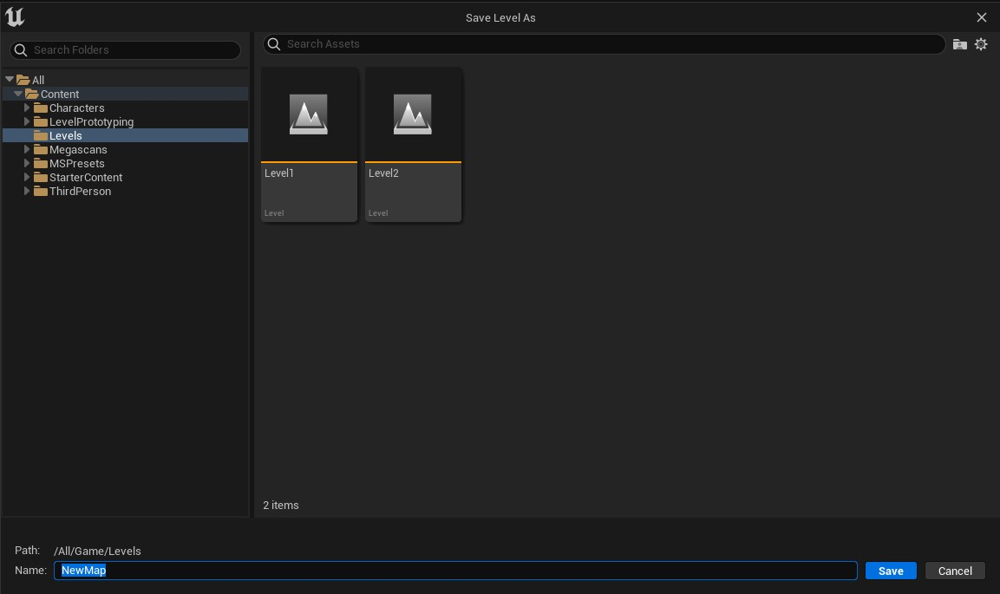 Save Level As
Search Folders
Search Assets
All
Content
Characters
LevelPrototyping
Levels
Megascans
MSPresets
StarterContent
ThirdPerson
Level1
Level2
Level
Level
2 items
Path: /All/Game/Levels
Name: NewMap
Save
Cancel